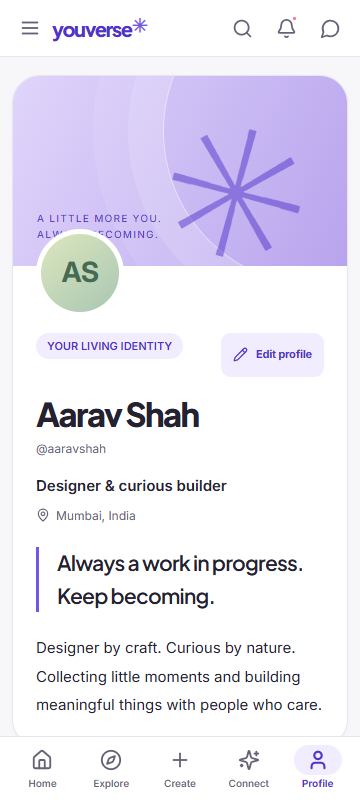 youverse
A LITTLE MORE YOU.
ALW BECOMING.
AS
YOUR LIVING IDENTITY
Edit profile
Aarav Shah
@aaravshah
Designer & curious builder
Mumbai, India
Always a work in progress.
Keep becoming.
Designer by craft. Curious by nature.
Collecting little moments and building
meaningful things with people who care.
Home
Explore
Create
Connect
Profile